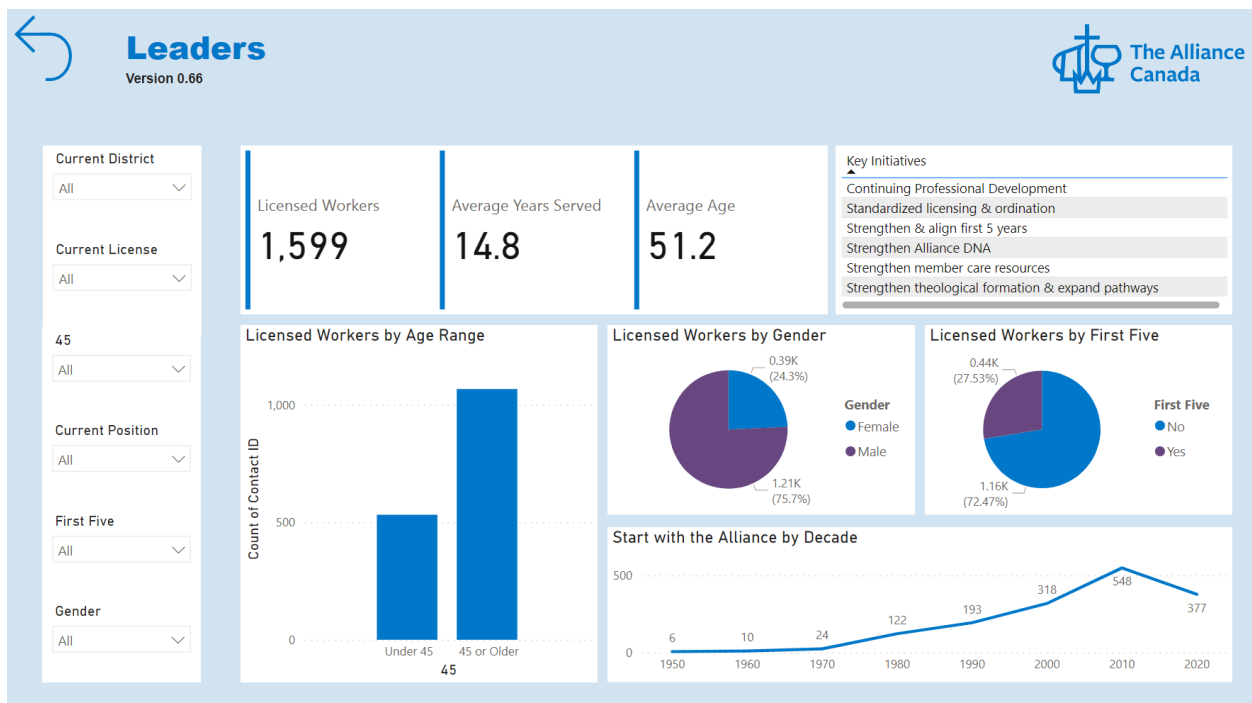 Leaders
Version 0.66
The Alliance
Canada
Current District
All
Current License
All
45
All
Current Position
All
First Five
All
Gender
All
Licensed Workers
1,599
Average Years Served
14.8
Average Age
51.2
Key Initiatives
Continuing Professional Development
Standardized licensing & ordination
Strengthen & align first 5 years
Strengthen Alliance DNA
Strengthen member care resources
Strengthen theological formation & expand pathways
Licensed Workers by Age Range
Count of Contact ID
1,000
500
0
Under 45 45 or Older
45
Licensed Workers by Gender
0.39K
(24.3%)
1.21K
(75.7%)
Gender
Female
Male
Licensed Workers by First Five
0.44K
(27.53%)
1.16K
(72.47%)
First Five
No
Yes
Start with the Alliance by Decade
500
0
6 10 24 122 193 318 548 377
1950 1960 1970 1980 1990 2000 2010 2020